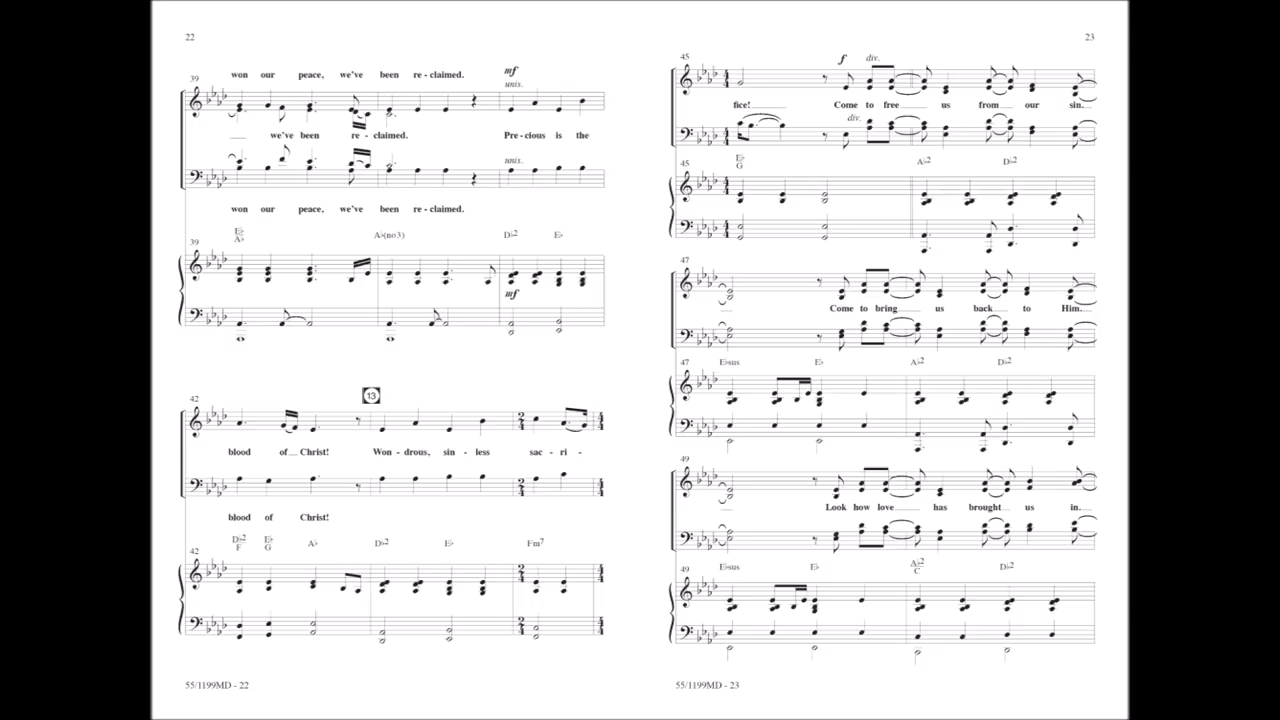 22
won our peace, we've been re - claimed.
mf
39
unis.
we've been re - claimed. Pre - cious is the
unis.
won our peace, we've been re - claimed.
E♭
A♭ A♭(no3) D♭2 E♭
39
mf
13
42
blood of Christ! Won - drous, sin - less sac - ri -
blood of Christ!
D♭2 E♭ A♭ D♭2 E♭ Fm7
F G
42
55/1199MD - 22
23
45
f div.
fice! Come to free us from our sin.
div.
E♭ A♭2 D♭2
G
45
47
Come to bring us back to Him.
E♭sus E♭ A♭2 D♭2
47
49
Look how love has brought us in.
E♭sus E♭ A♭2 D♭2
C
49
55/1199MD - 23